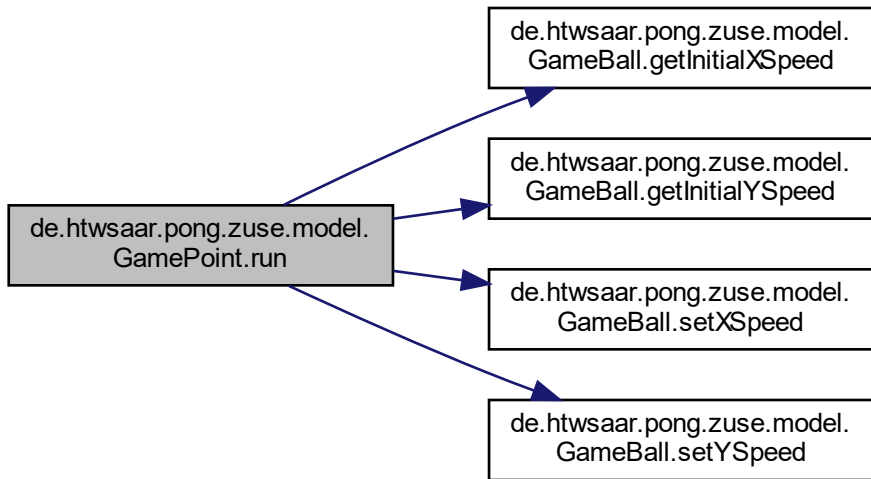 de.htwsaar.pong.zuse.model.
GameBall.getInitialXSpeed
de.htwsaar.pong.zuse.model.
GameBall.getInitialYSpeed
de.htwsaar.pong.zuse.model.
GamePoint.run
de.htwsaar.pong.zuse.model.
GameBall.setXSpeed
de.htwsaar.pong.zuse.model.
GameBall.setYSpeed